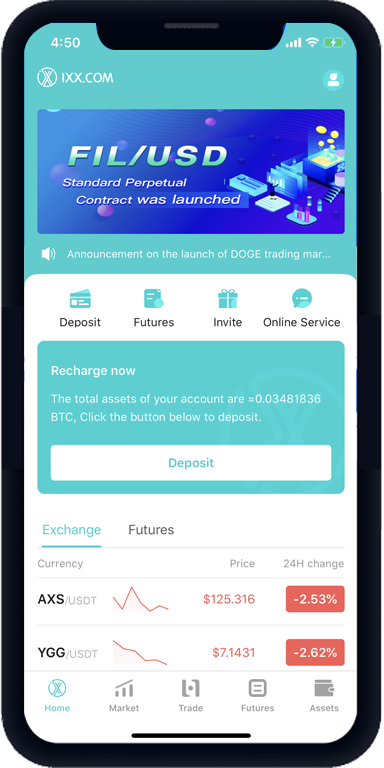 4:50
IXX.COM
FIL/USD
Standard Perpetual
Contract was launched
Announcement on the launch of DOGE trading mar...
Deposit
Futures
Invite
Online Service
Recharge now
The total assets of your account are ≈0.03481836
BTC, Click the button below to deposit.
Deposit
Exchange
Futures
Currency
Price
24H change
AXS/USDT
$125.316
-2.53%
YGG/USDT
$7.1431
-2.62%
Home
Market
Trade
Futures
Assets